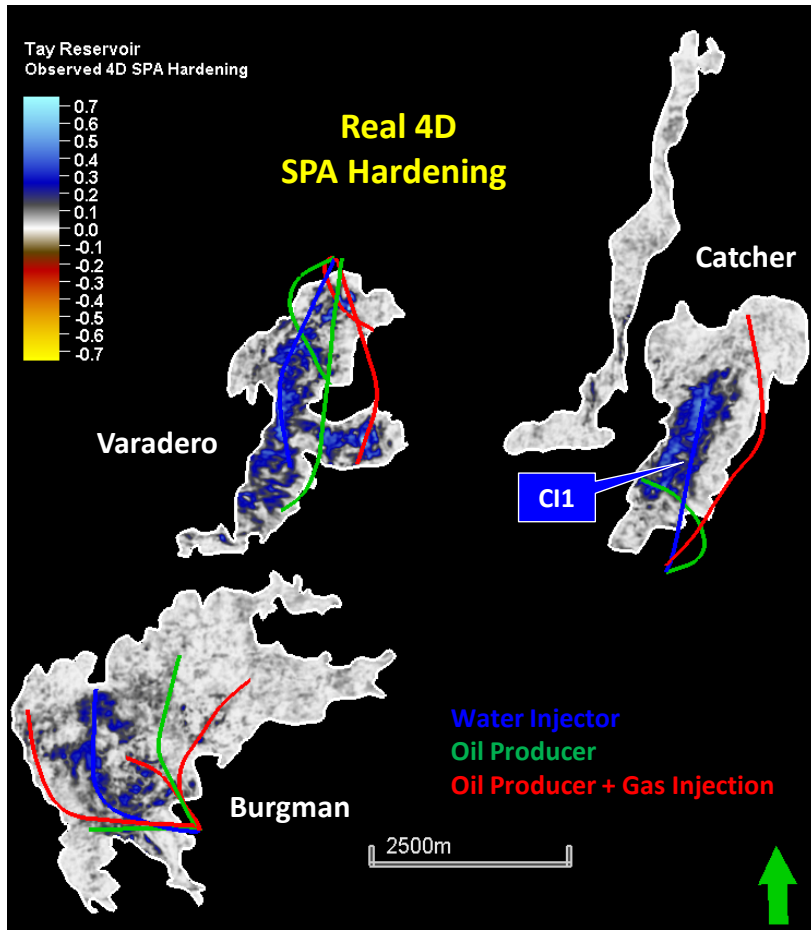 Tay Reservoir
Observed 4D SPA Hardening
0.7
0.6
0.5
0.4
0.3
0.2
0.1
0.0
-0.1
-0.2
-0.3
-0.4
-0.5
-0.6
-0.7
Real 4D
SPA Hardening
Catcher
Varadero
CI1
Water Injector
Oil Producer
Oil Producer + Gas Injection
Burgman
2500m